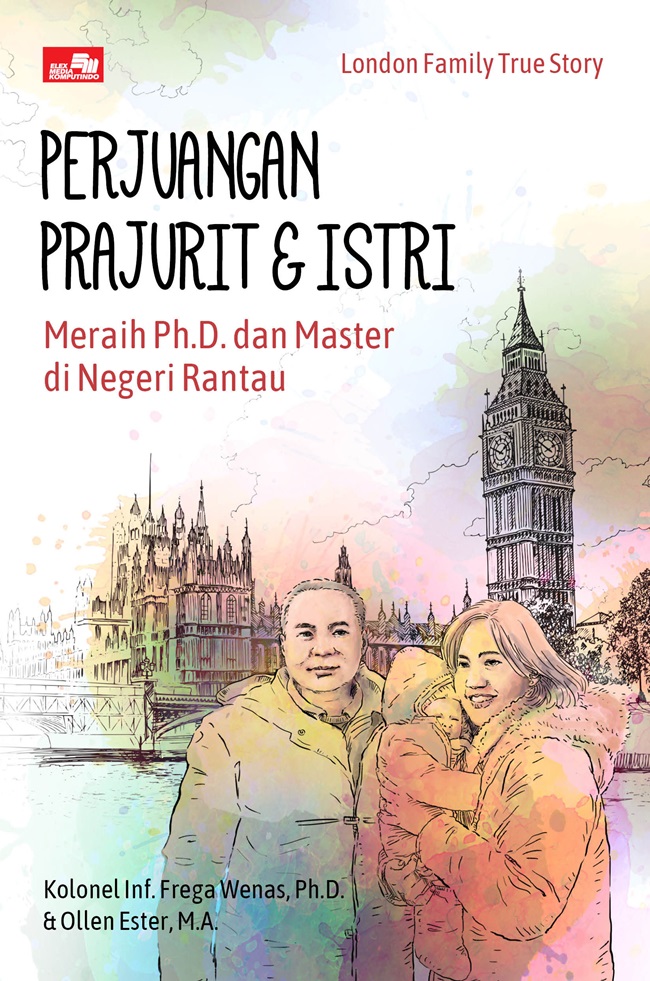 ELEX
MEDIA
KOMPUTINDO
London Family True Story
PERJUANGAN
PRAJURIT & ISTRI
Meraih Ph.D. dan Master
di Negeri Rantau
Kolonel Inf. Frega Wenas, Ph.D.
& Ollen Ester, M.A.